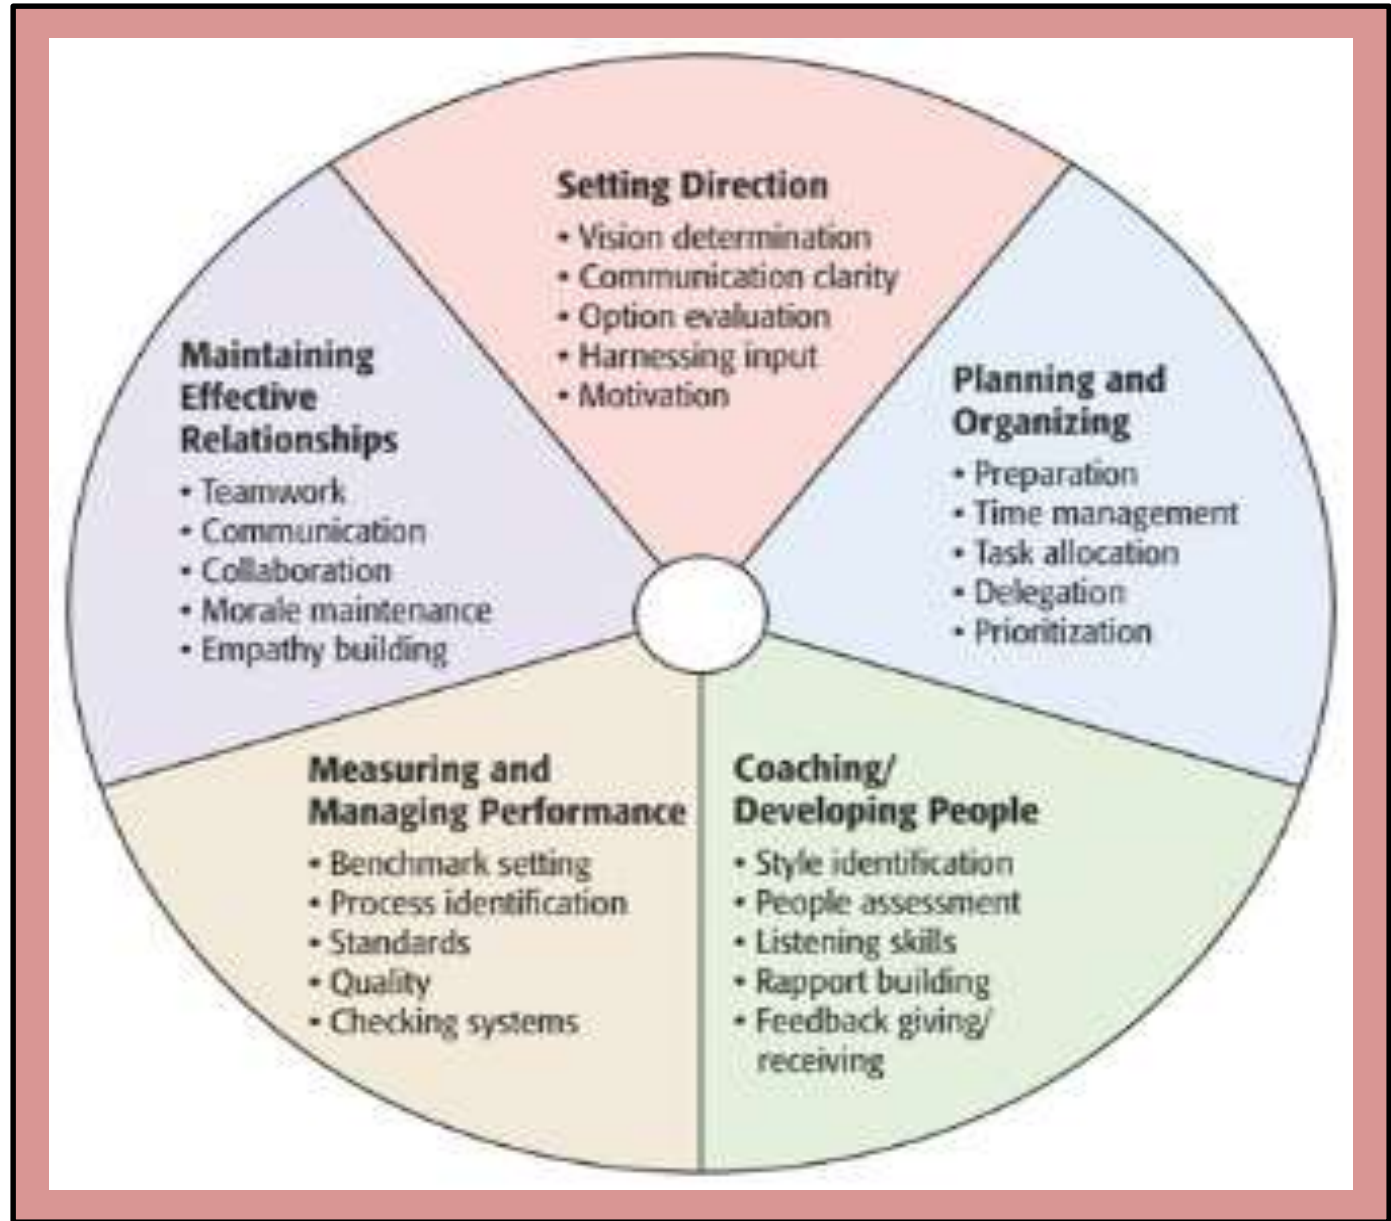 Setting Direction
• Vision determination
• Communication clarity
• Option evaluation
• Harnessing input
• Motivation
Planning and
Organizing
• Preparation
• Time management
• Task allocation
• Delegation
• Prioritization
Coaching/
Developing People
• Style identification
• People assessment
• Listening skills
• Rapport building
• Feedback giving/
receiving
Measuring and
Managing Performance
• Benchmark setting
• Process identification
• Standards
• Quality
• Checking systems
Maintaining
Effective
Relationships
• Teamwork
• Communication
• Collaboration
• Morale maintenance
• Empathy building